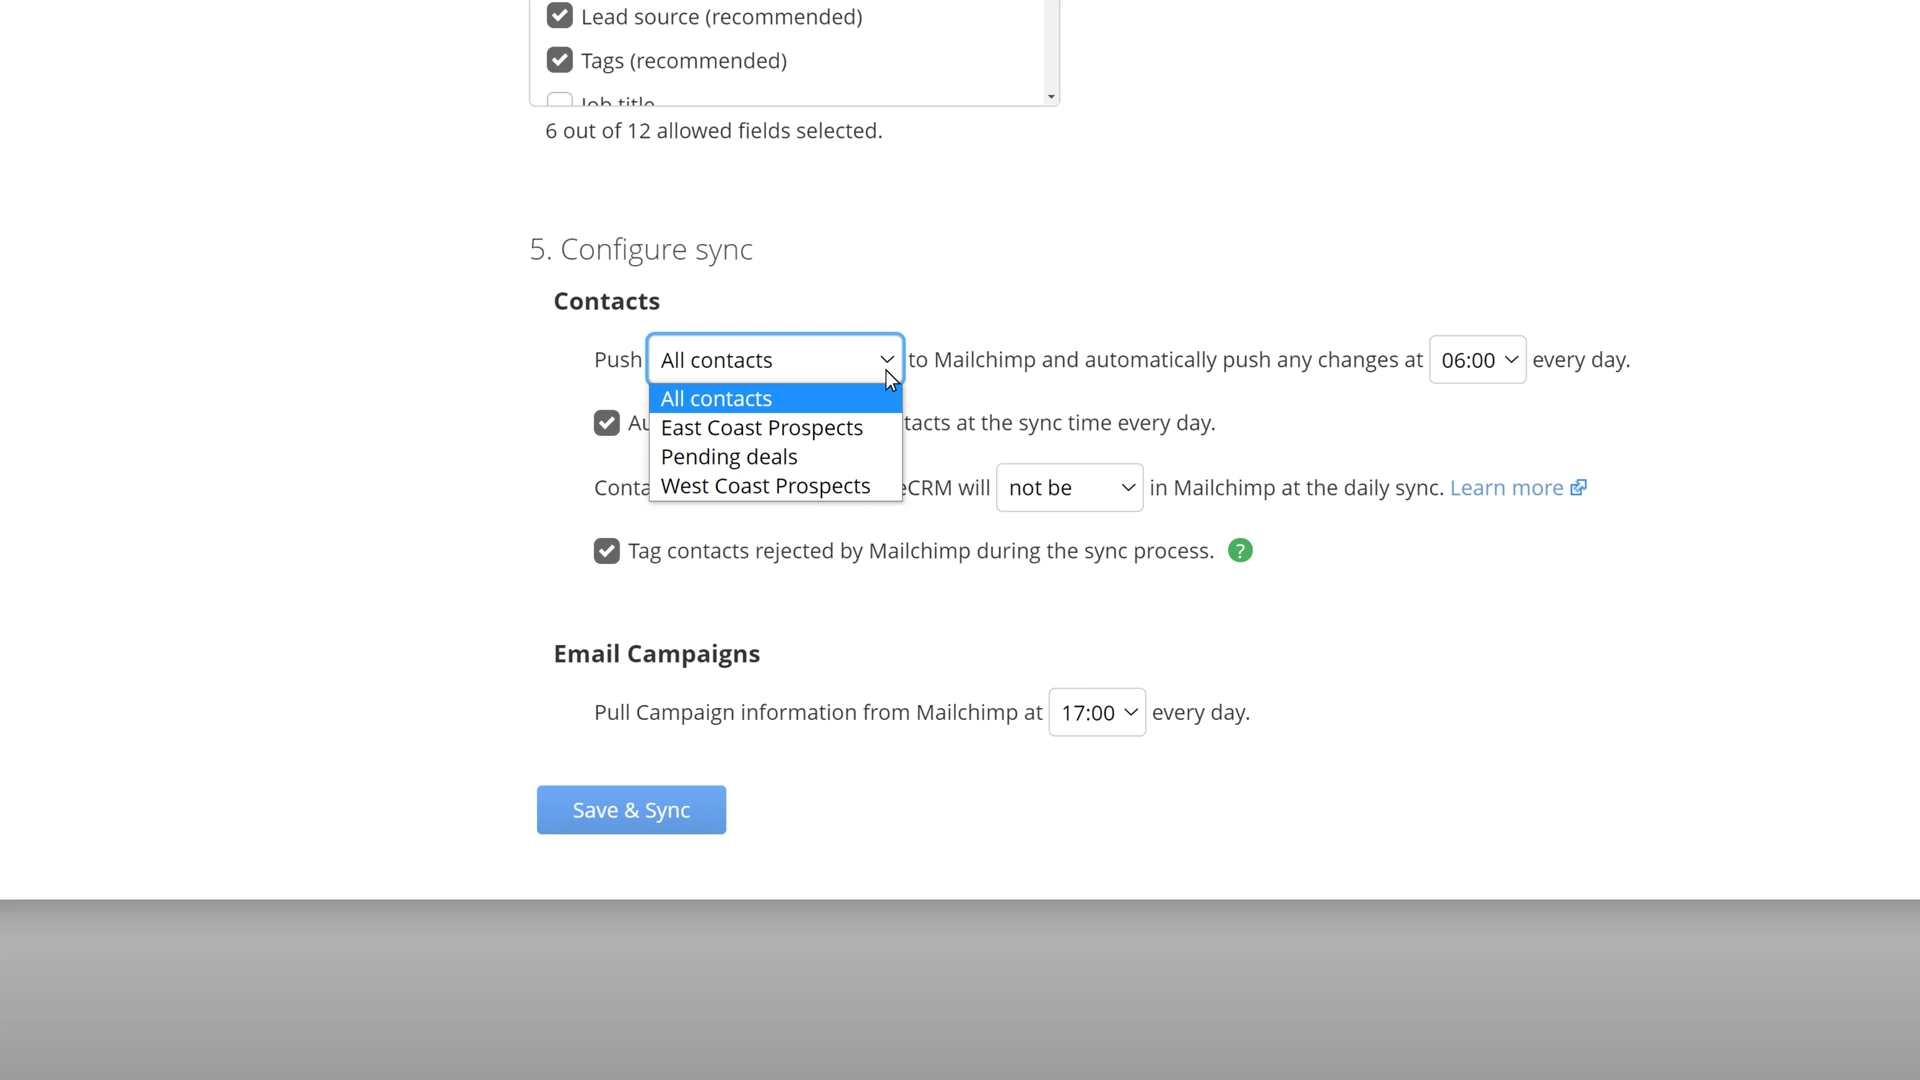 Lead source (recommended)
Tags (recommended)
Job title
6 out of 12 allowed fields selected.
5. Configure sync
Contacts
Push All contacts to Mailchimp and automatically push any changes at 06:00 every day.
All contacts
East Coast Prospects
Pending deals
West Coast Prospects
at the sync time every day.
CRM will not be in Mailchimp at the daily sync. Learn more
Tag contacts rejected by Mailchimp during the sync process. ?
Email Campaigns
Pull Campaign information from Mailchimp at 17:00 every day.
Save & Sync